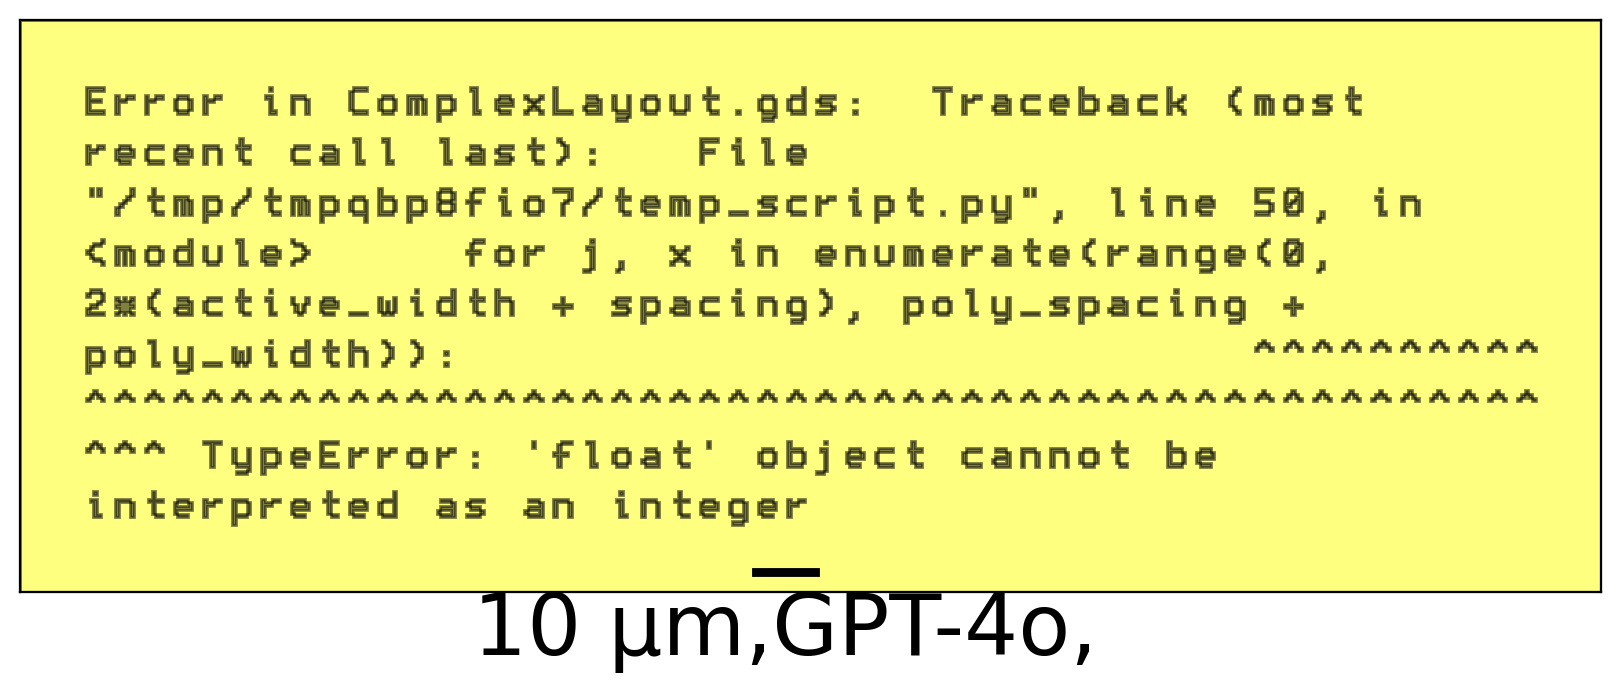 Error in ComplexLayout.gds:  Traceback (most
recent call last):   File
"/tmp/tmpqbp8fio7/temp_script.py", line 50, in
<module>     for j, x in enumerate(range(0,
2*(active_width + spacing), poly_spacing +
poly_width)):                           ^^^^^^^^^^
^^^^^^^^^^^^^^^^^^^^^^^^^^^^^^^^^^^^^^^^^^^^^^^^^^
^^^ TypeError: 'float' object cannot be
interpreted as an integer
10 μm,GPT-4o,